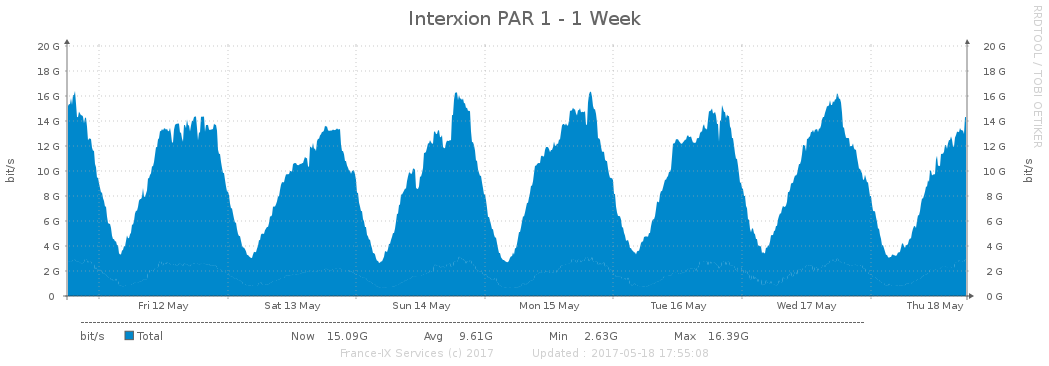 Interxion PAR 1 - 1 Week
RRDTOOL / TOBI OETIKER
bit/s
bit/s
20 G 20 G
18 G 18 G
16 G 16 G
14 G 14 G
12 G 12 G
10 G 10 G
8 G 8 G
6 G 6 G
4 G 4 G
2 G 2 G
0 0 G
Fri 12 May Sat 13 May Sun 14 May Mon 15 May Tue 16 May Wed 17 May Thu 18 May
bit/s Total Now 15.09G Avg 9.61G Min 2.63G Max 16.39G
France-IX Services (c) 2017 Updated : 2017-05-18 17:55:08